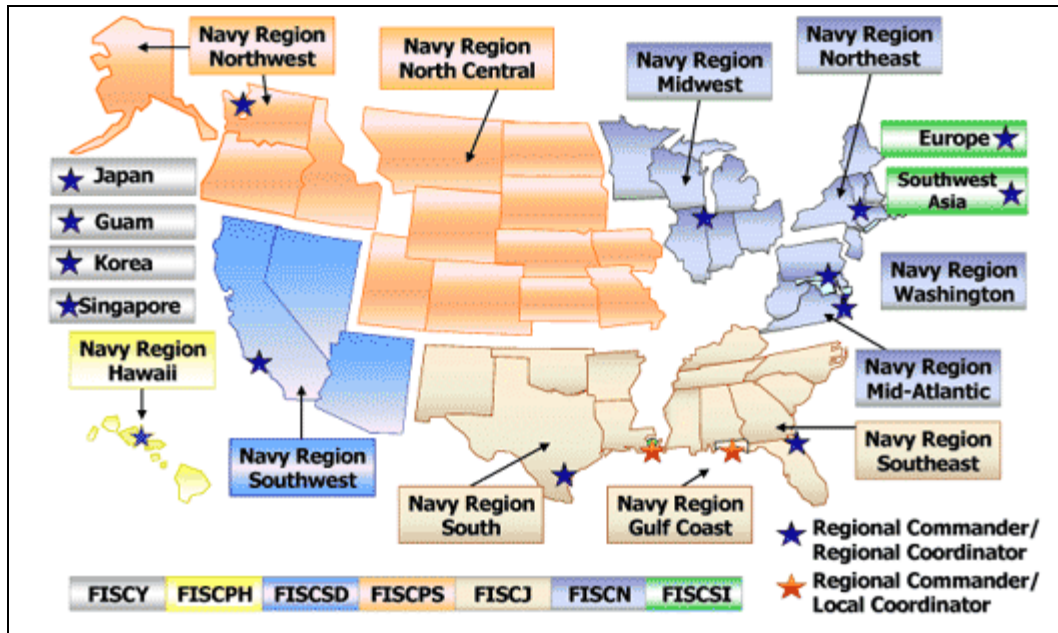 Navy Region
Northwest
Navy Region
North Central
Navy Region
Midwest
Navy Region
Northeast
Europe
Southwest
Asia
Japan
Guam
Korea
Singapore
Navy Region
Washington
Navy Region
Hawaii
Navy Region
Mid-Atlantic
Navy Region
Southwest
Navy Region
Southeast
Navy Region
South
Navy Region
Gulf Coast
Regional Commander/
Regional Coordinator
Regional Commander/
Local Coordinator
FISCY FISCPH FISCSD FISCPS FISCJ FISCN FISCSI